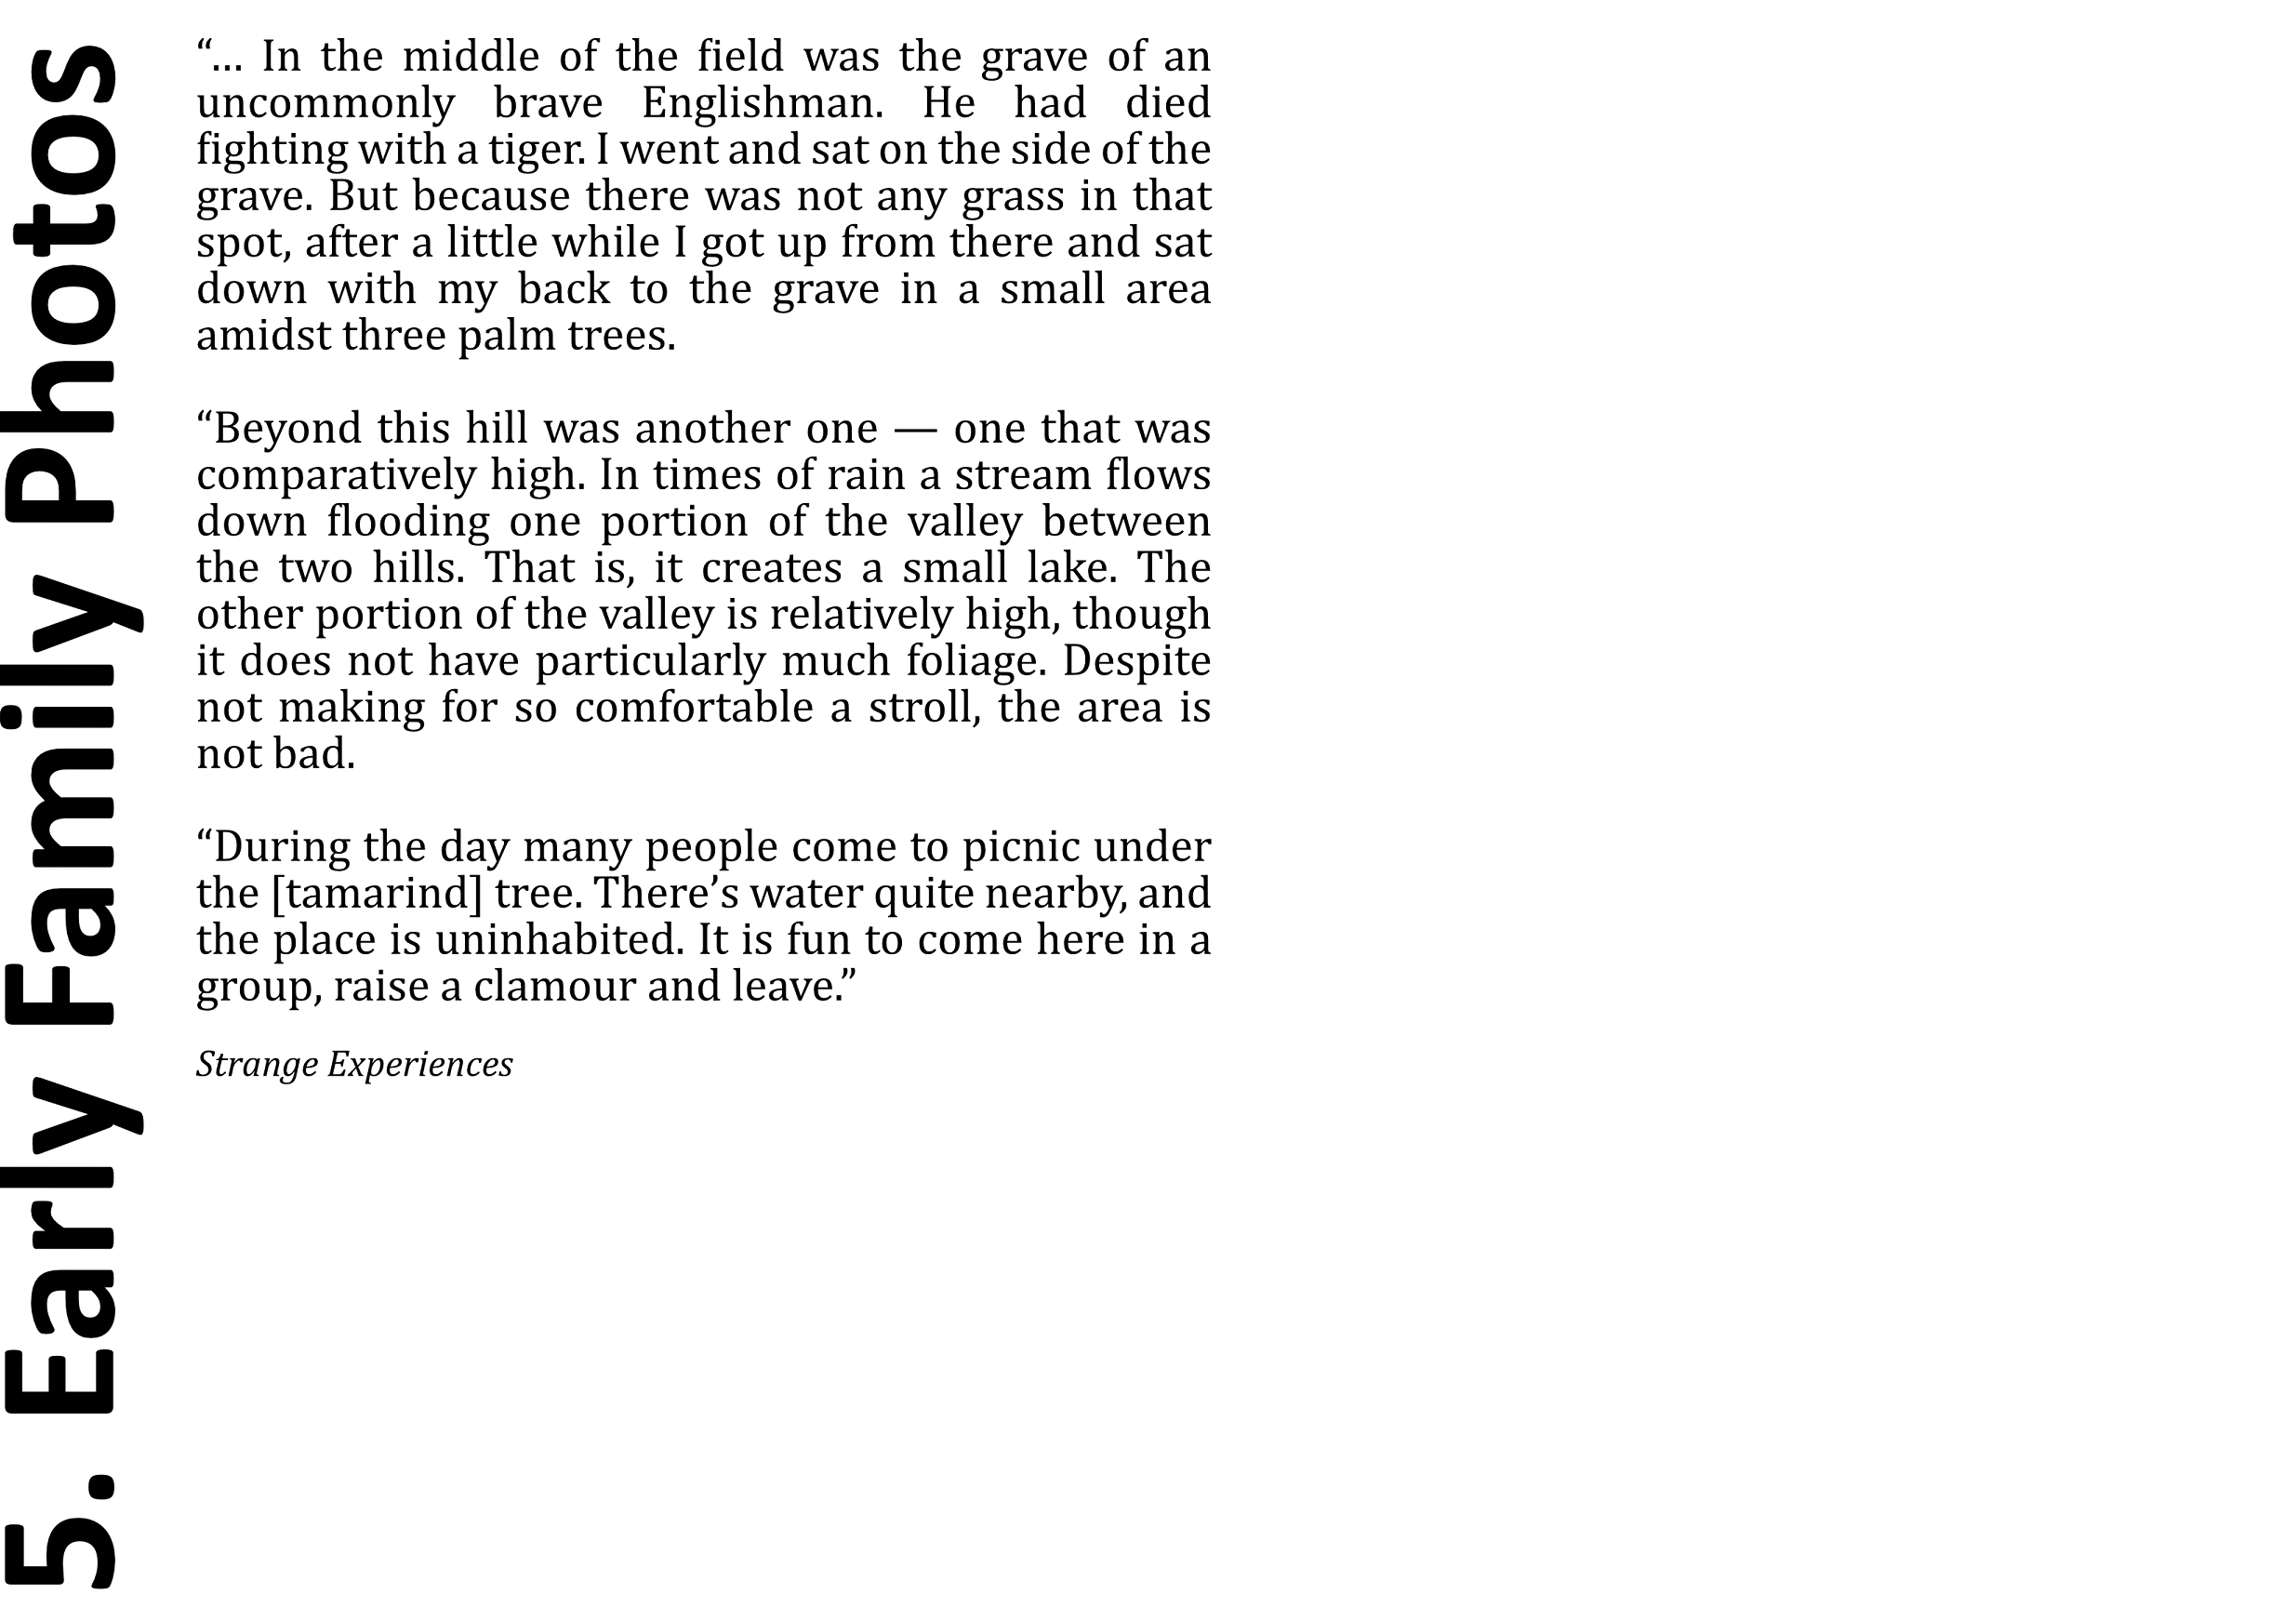 5. Early Family Photos
“… In the middle of the field was the grave of an
uncommonly brave Englishman. He had died
fighting with a tiger. I went and sat on the side of the
grave. But because there was not any grass in that
spot, after a little while I got up from there and sat
down with my back to the grave in a small area
amidst three palm trees.
“Beyond this hill was another one — one that was
comparatively high. In times of rain a stream flows
down flooding one portion of the valley between
the two hills. That is, it creates a small lake. The
other portion of the valley is relatively high, though
it does not have particularly much foliage. Despite
not making for so comfortable a stroll, the area is
not bad.
“During the day many people come to picnic under
the [tamarind] tree. There’s water quite nearby, and
the place is uninhabited. It is fun to come here in a
group, raise a clamour and leave.”
Strange Experiences